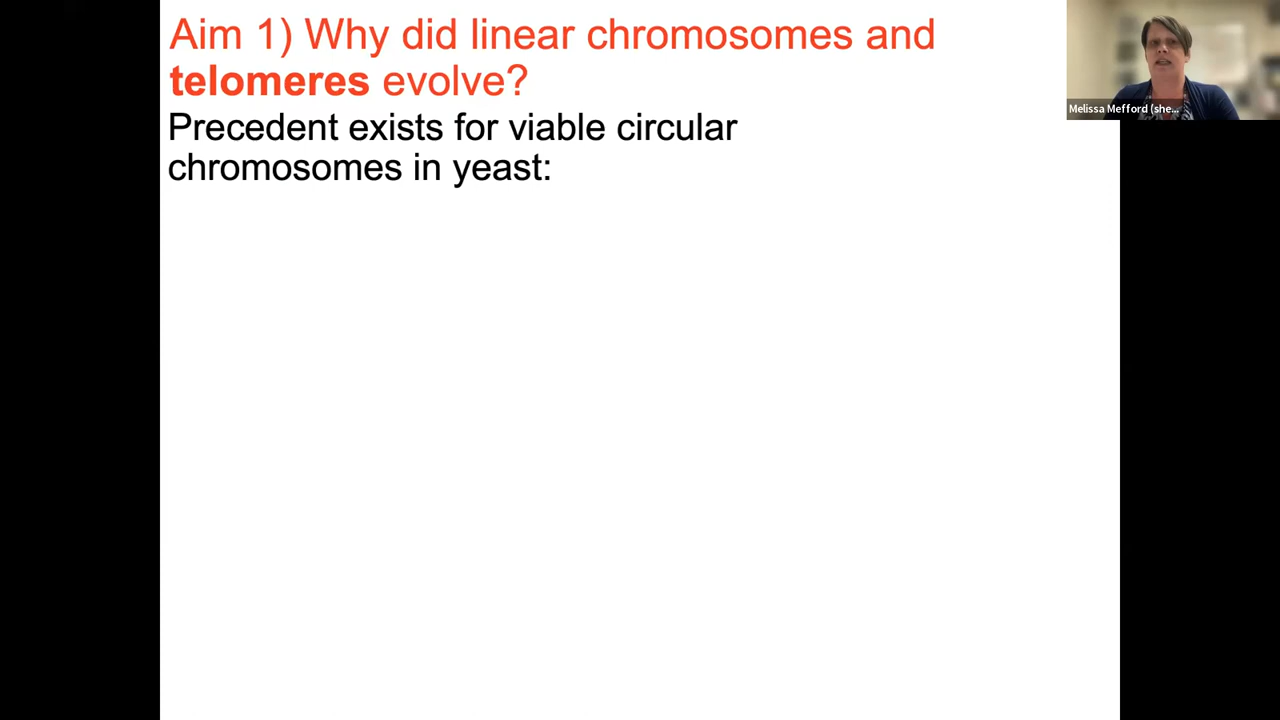 Aim 1) Why did linear chromosomes and
telomeres evolve?
Precedent exists for viable circular
chromosomes in yeast:
Melissa Mefford (she...